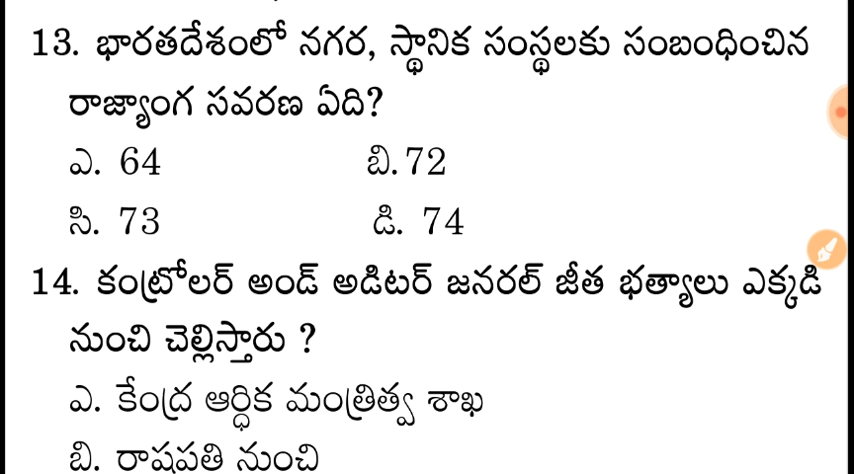 13. భారతదేశంలో నగర, స్థానిక సంస్థలకు సంబంధించిన
రాజ్యాంగ సవరణ ఏది?
ఎ. 64 బి. 72
సి. 73 డి. 74
14. కంట్రోలర్ అండ్ అడిటర్ జనరల్ జీత భత్యాలు ఎక్కడి
నుంచి చెల్లిస్తారు ?
ఎ. కేంద్ర ఆర్థిక మంత్రిత్వ శాఖ
బి. రాష్ట్రపతి నుంచి